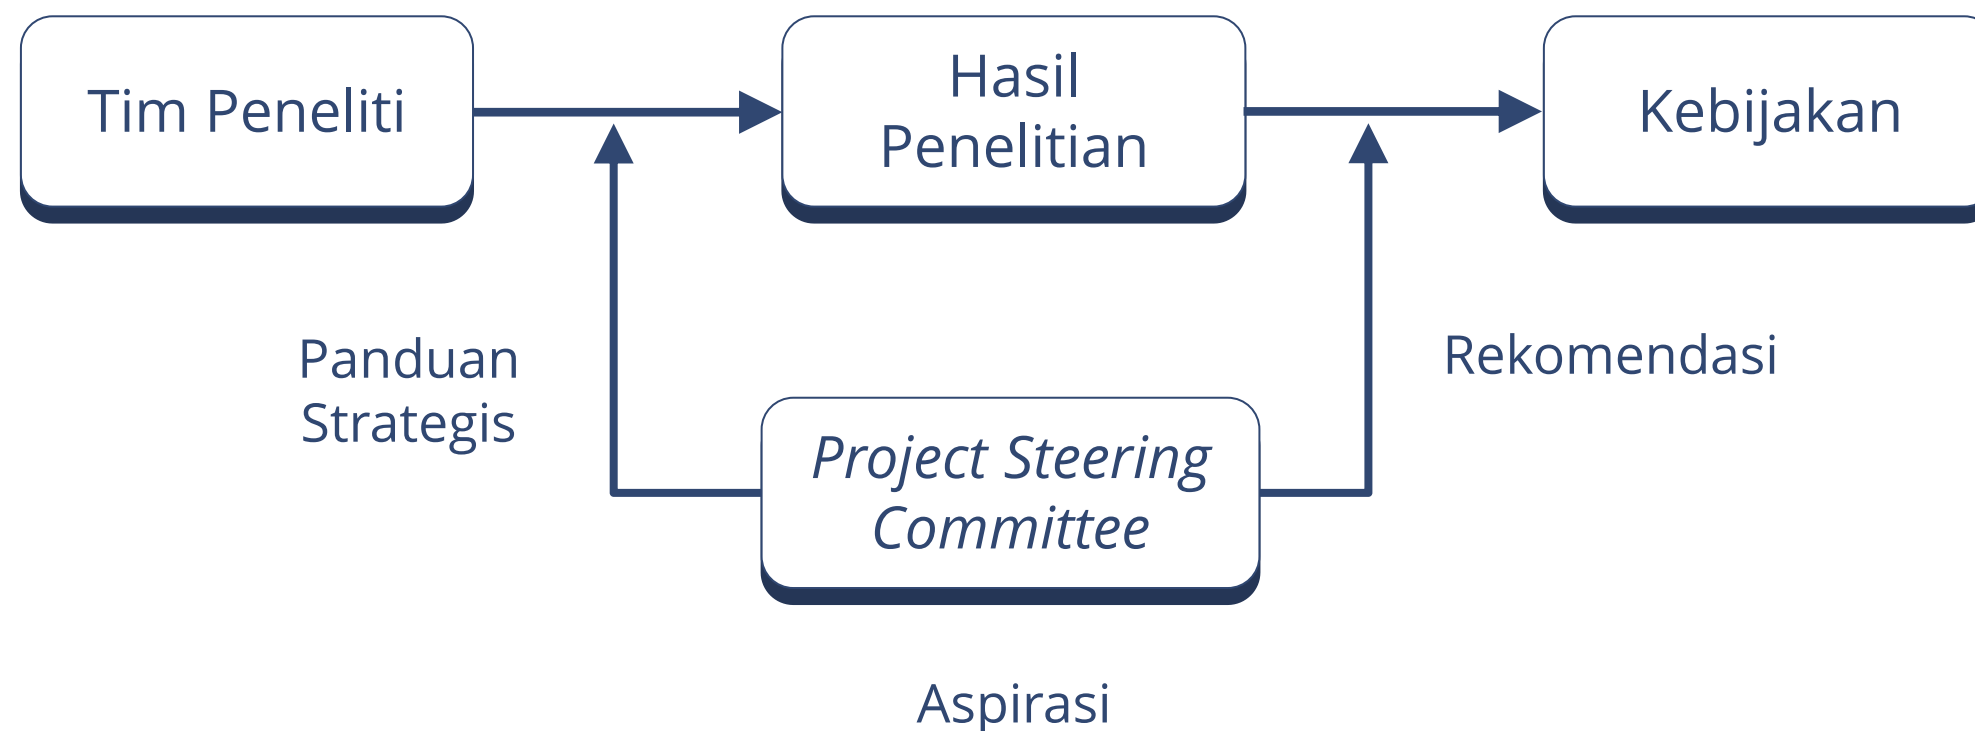 Tim Peneliti
Hasil
Penelitian
Kebijakan
Panduan
Strategis
Rekomendasi
Project Steering
Committee
Aspirasi